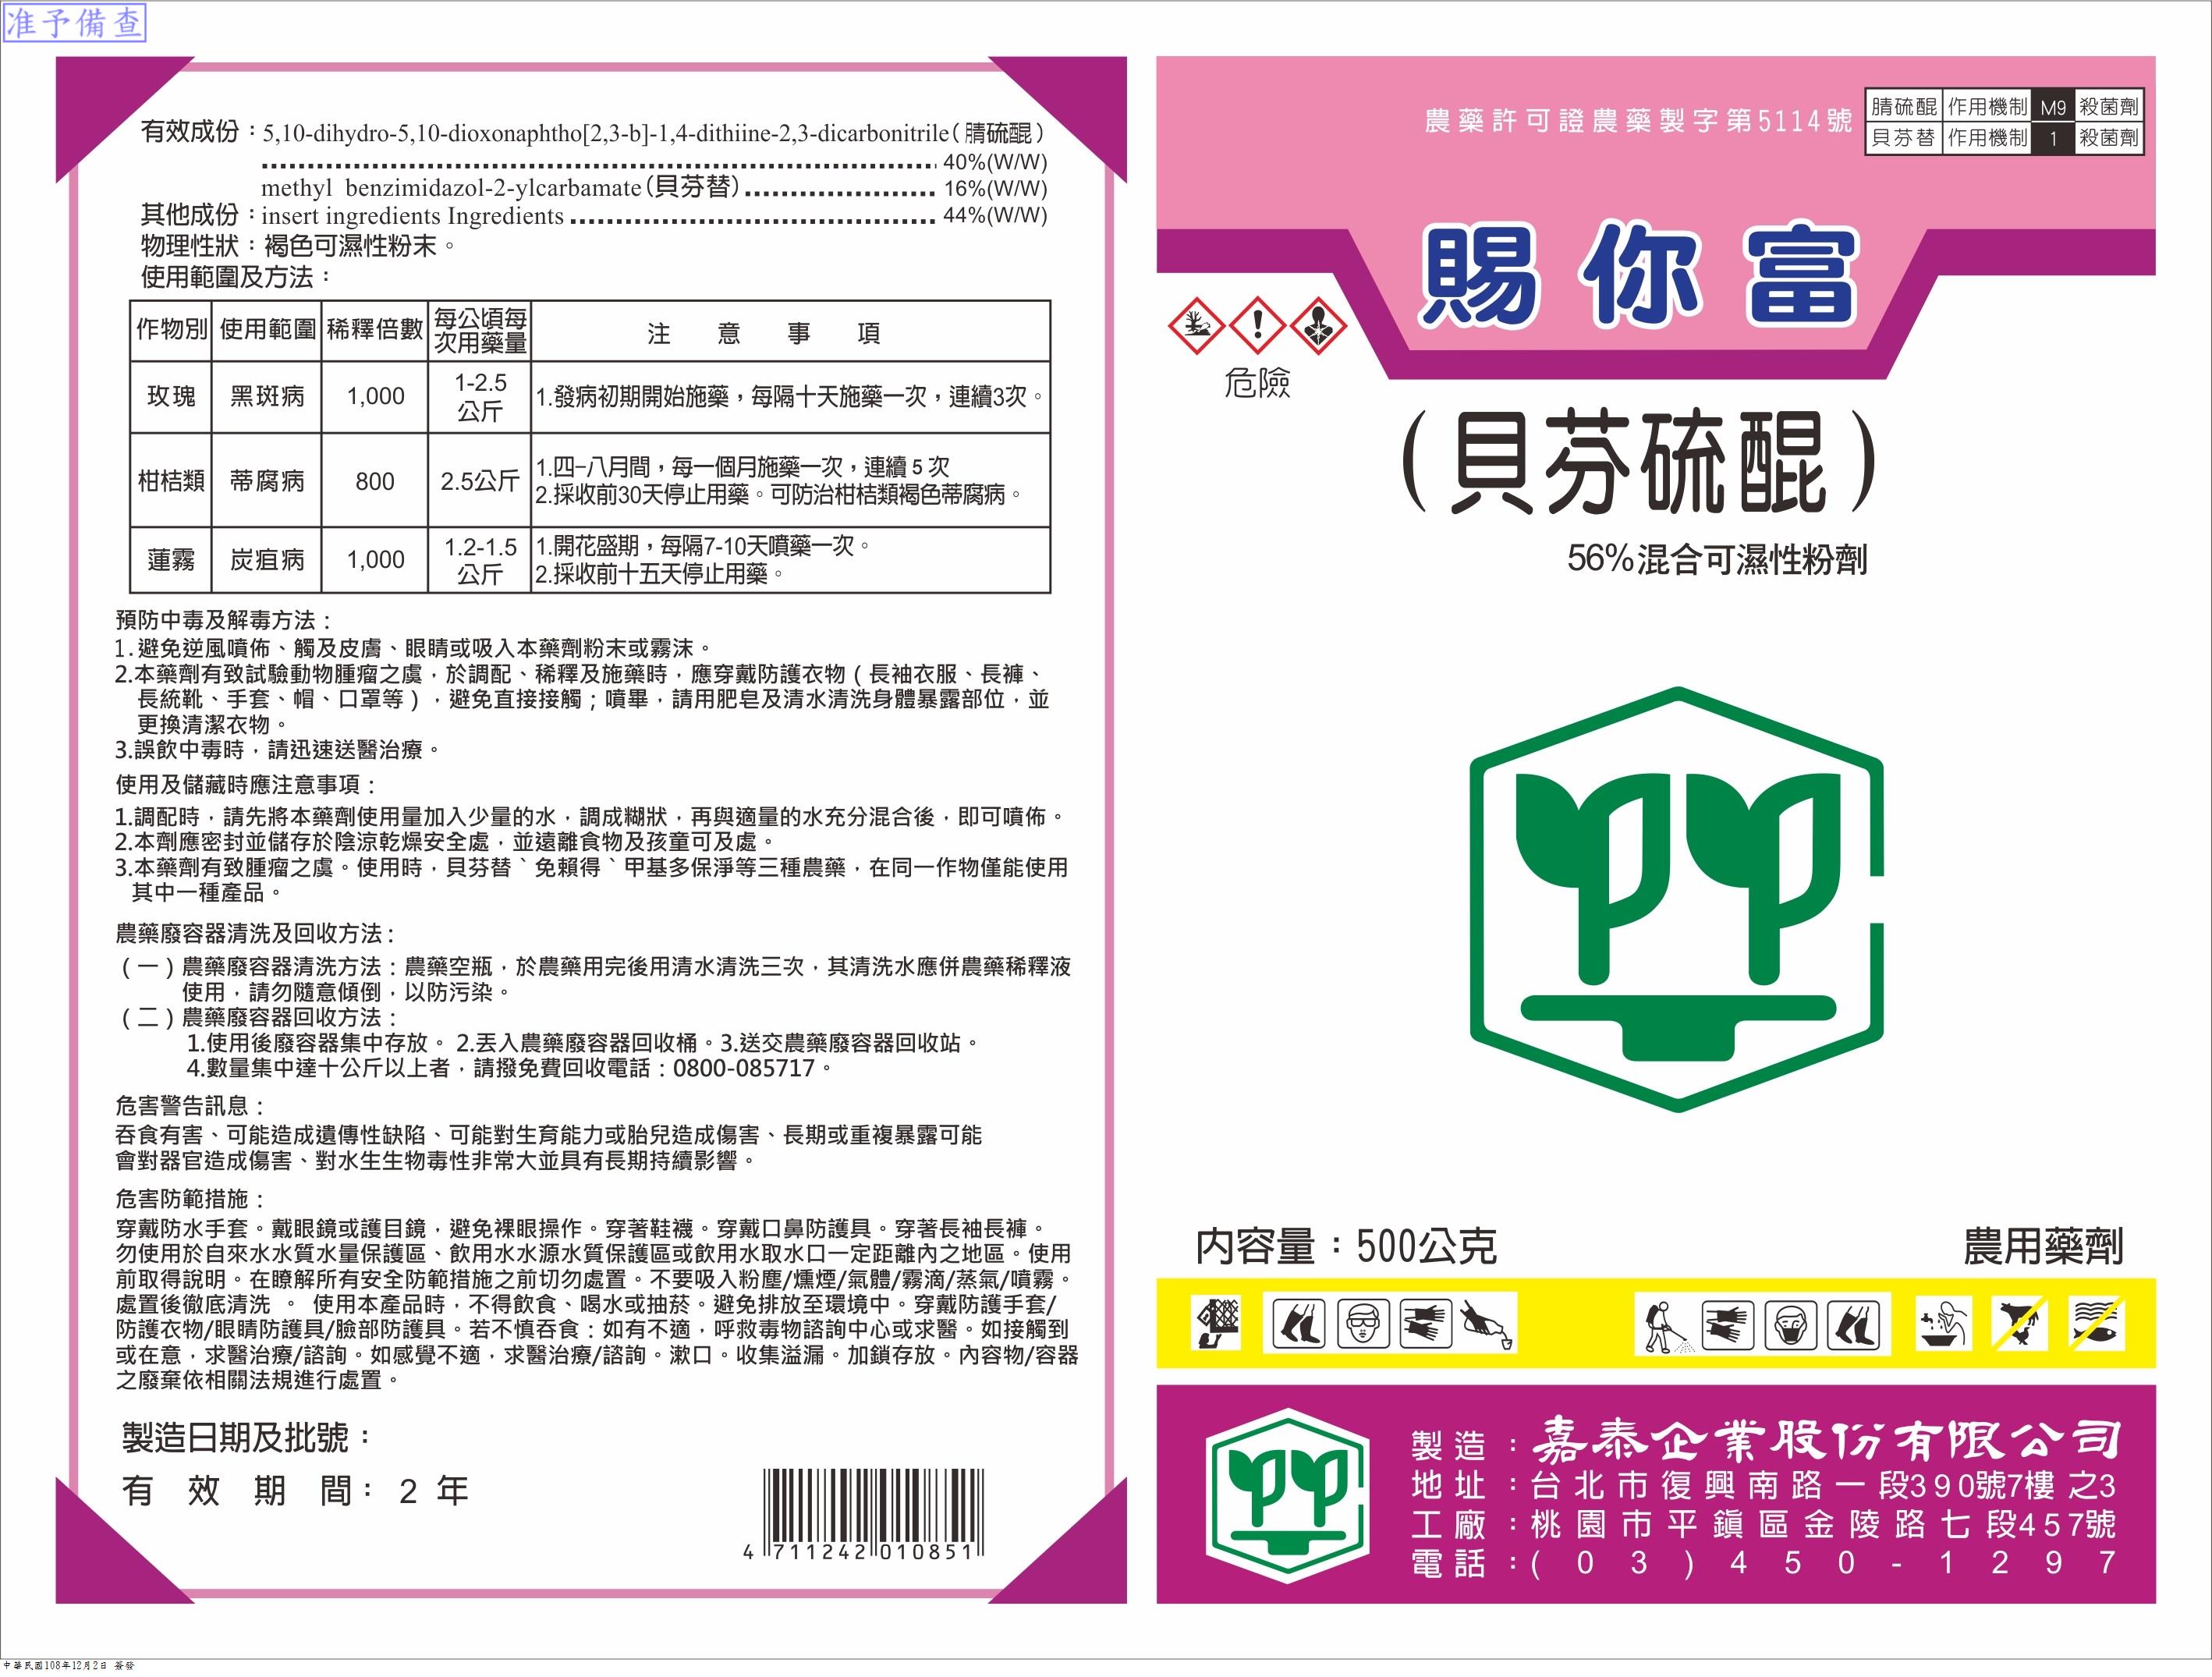 准予備查
有效成份：5,10-dihydro-5,10-dioxonaphtho[2,3-b]-1,4-dithiine-2,3-dicarbonitrile(腈硫醌)
40%(W/W)
methyl benzimidazol-2-ylcarbamate(貝芬替) 16%(W/W)
其他成份：insert ingredients Ingredients 44%(W/W)
物理性狀：褐色可濕性粉末。
使用範圍及方法：
作物別 使用範圍 稀釋倍數 每公頃每次用藥量 注意事項
玫瑰 黑斑病 1,000 1-2.5公斤 1.發病初期開始施藥，每隔十天施藥一次，連續3次。
柑桔類 蒂腐病 800 2.5公斤 1.四-八月間，每一個月施藥一次，連續5次
2.採收前30天停止用藥。可防治柑桔類褐色蒂腐病。
蓮霧 炭疽病 1,000 1.2-1.5公斤 1.開花盛期，每隔7-10天噴藥一次。
2.採收前十五天停止用藥。
預防中毒及解毒方法：
1.避免逆風噴佈、觸及皮膚、眼睛或吸入本藥劑粉末或霧沫。
2.本藥劑有致試驗動物腫瘤之虞，於調配、稀釋及施藥時，應穿戴防護衣物（長袖衣服、長褲、
長統靴、手套、帽、口罩等），避免直接接觸；噴畢，請用肥皂及清水清洗身體暴露部位，並
更換清潔衣物。
3.誤飲中毒時，請迅速送醫治療。
使用及儲藏時應注意事項：
1.調配時，請先將本藥劑使用量加入少量的水，調成糊狀，再與適量的水充分混合後，即可噴佈。
2.本劑應密封並儲存於陰涼乾燥安全處，並遠離食物及孩童可及處。
3.本藥劑有致腫瘤之虞。使用時，貝芬替、免賴得、甲基多保淨等三種農藥，在同一作物僅能使用
其中一種產品。
農藥廢容器清洗及回收方法：
(一)農藥廢容器清洗方法：農藥空瓶，於農藥用完後用清水清洗三次，其清洗水應併農藥稀釋液
使用，請勿隨意傾倒，以防污染。
(二)農藥廢容器回收方法：
1.使用後廢容器集中存放。 2.丟入農藥廢容器回收桶。3.送交農藥廢容器回收站。
4.數量集中達十公斤以上者，請撥免費回收電話：0800-085717。
危害警告訊息：
吞食有害、可能造成遺傳性缺陷、可能對生育能力或胎兒造成傷害、長期或重複暴露可能
會對器官造成傷害、對水生生物毒性非常大並具有長期持續影響。
危害防範措施：
穿戴防水手套。戴眼鏡或護目鏡，避免裸眼操作。穿著鞋襪。穿戴口鼻防護具。穿著長袖長褲。
勿使用於自來水水質水量保護區、飲用水水源水質保護區或飲用水取水口一定距離內之地區。使用
前取得說明。在瞭解所有安全防範措施之前切勿處置。不要吸入粉塵/燻煙/氣體/霧滴/蒸氣/噴霧。
處置後徹底清洗 。 使用本產品時，不得飲食、喝水或抽菸。避免排放至環境中。穿戴防護手套/
防護衣物/眼睛防護具/臉部防護具。若不慎吞食：如有不適，呼救毒物諮詢中心或求醫。如接觸到
或在意，求醫治療/諮詢。如感覺不適，求醫治療/諮詢。漱口。收集溢漏。加鎖存放。內容物/容器
之廢棄依相關法規進行處置。
製造日期及批號：
有效期間：2年
4 711242 010851
農藥許可證農藥製字第5114號
腈硫醌 作用機制 M9 殺菌劑
貝芬替 作用機制 1 殺菌劑
賜你富
危險
(貝芬硫醌)
56%混合可濕性粉劑
內容量：500公克
農用藥劑
製造：嘉泰企業股份有限公司
地址：台北市復興南路一段390號7樓之3
工廠：桃園市平鎮區金陵路七段457號
電話：(03)450-1297
中華民國108年12月2日 簽發